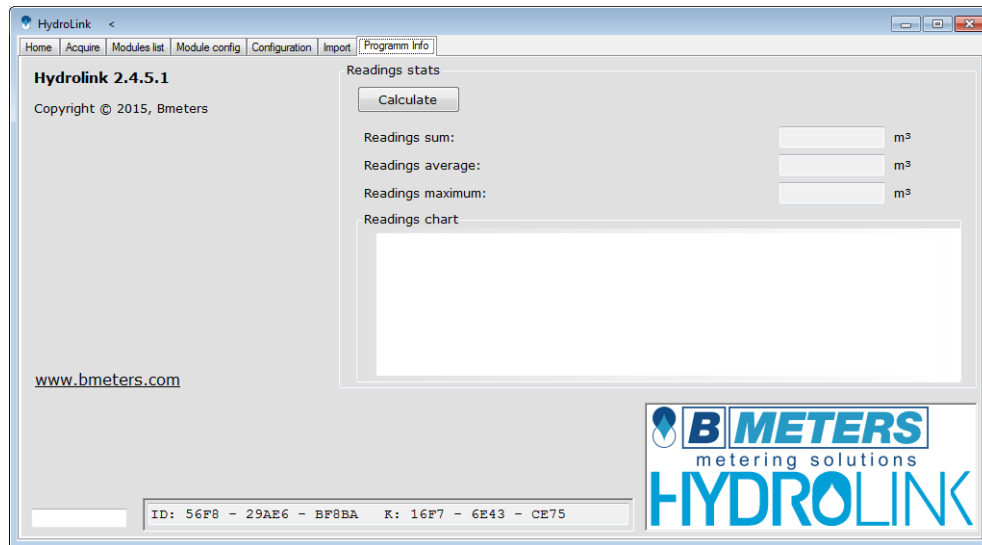 HydroLink <
Home Acquire Modules list Module config Configuration Import Programm Info
Hydrolink 2.4.5.1
Copyright © 2015, Bmeters
www.bmeters.com
Readings stats
Calculate
Readings sum: m³
Readings average: m³
Readings maximum: m³
Readings chart
B METERS
metering solutions
HYDROLINK
ID: 56F8 - 29AE6 - BF8BA K: 16F7 - 6E43 - CE75